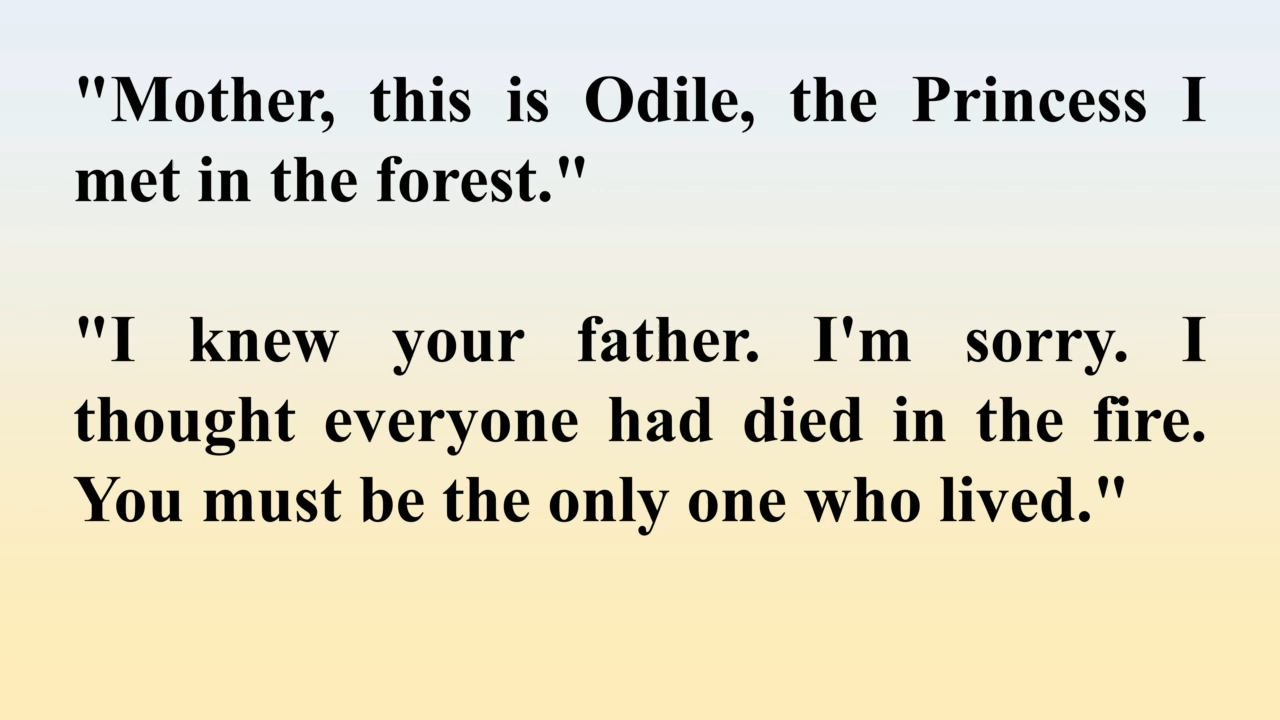 "Mother, this is Odile, the Princess I
met in the forest."
"I knew your father. I'm sorry. I
thought everyone had died in the fire.
You must be the only one who lived."